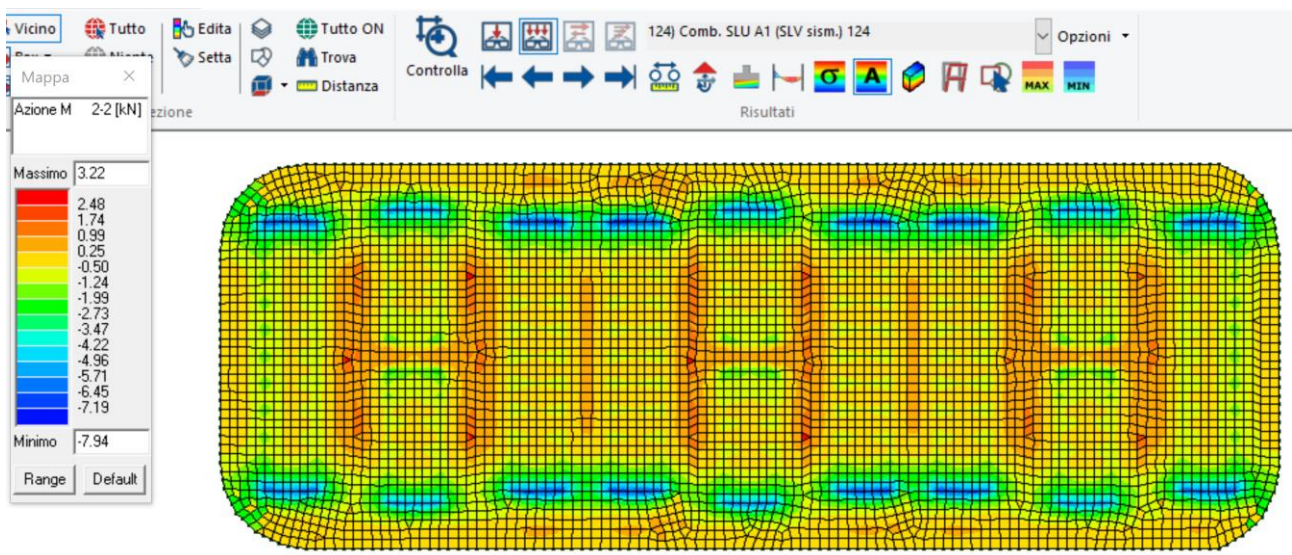 Vicino
Tutto
Edita
Tutto ON
Setta
Trova
Distanza
Controlla
124) Comb. SLU A1 (SLV sism.) 124
Opzioni
σ
A
MAX
MIN
Risultati
Mappa
Azione M 2-2 [kN]
ezione
Massimo 3.22
2.48
1.74
0.99
0.25
-0.50
-1.24
-1.99
-2.73
-3.47
-4.22
-4.96
-5.71
-6.45
-7.19
Minimo -7.94
Range
Default